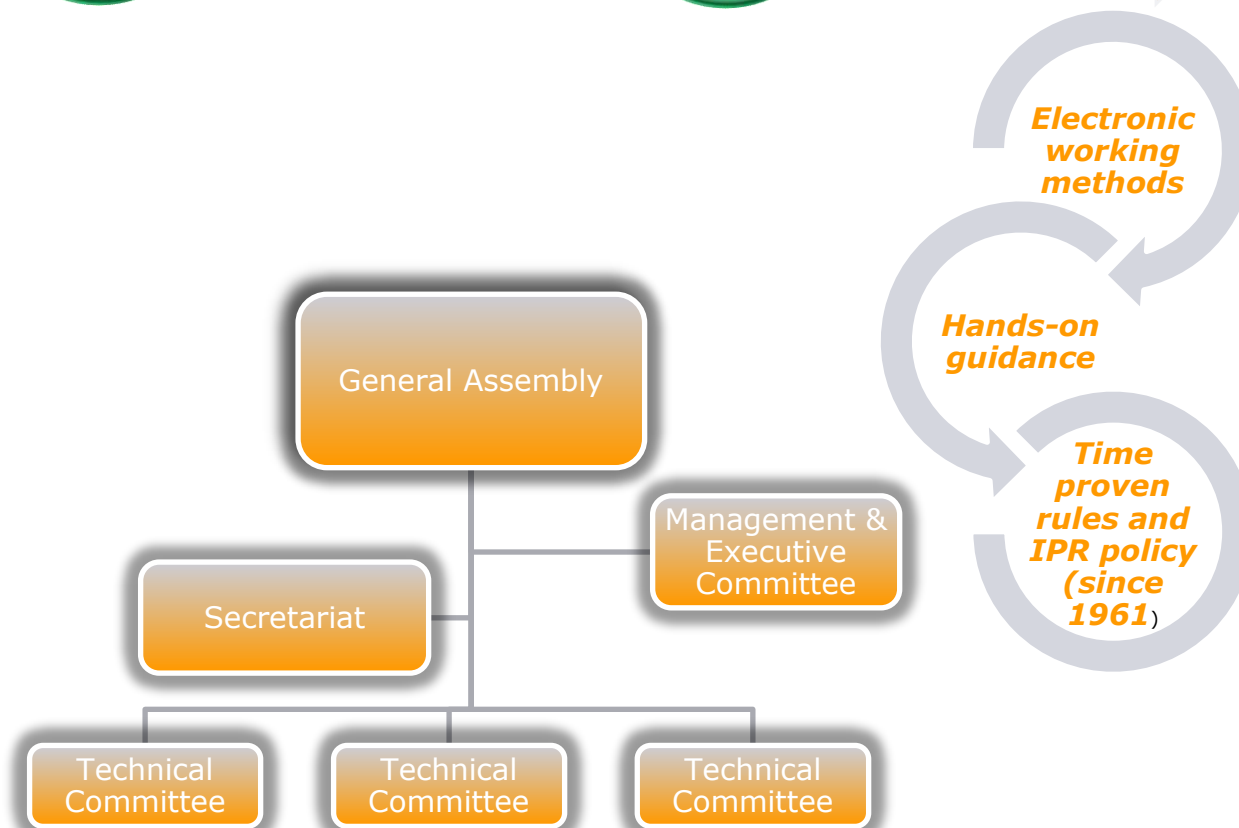 Electronic
working
methods
Hands-on
guidance
Time
proven
rules and
IPR policy
(since
1961)
General Assembly
Management &
Executive
Committee
Secretariat
Technical
Committee
Technical
Committee
Technical
Committee